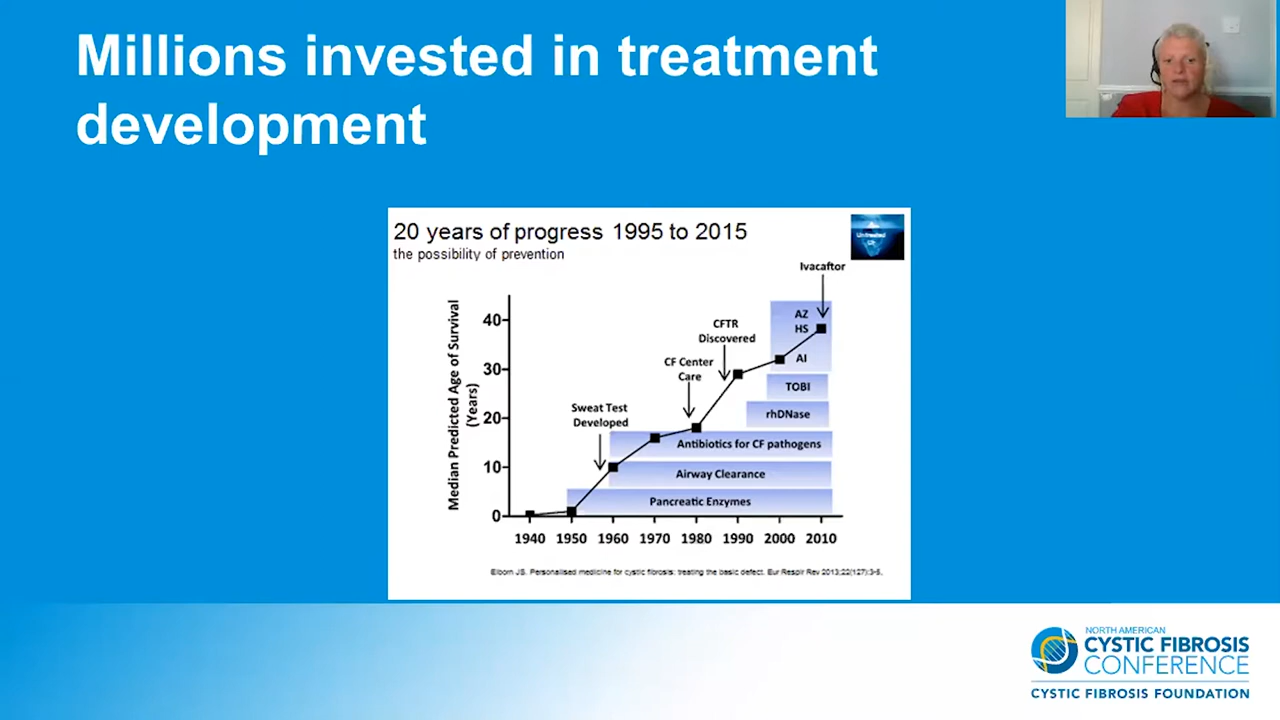 Millions invested in treatment
development
20 years of progress 1995 to 2015
the possibility of prevention
Untreated
Ivacaftor
Median Predicted Age of Survival
(Years)
40
30
20
10
0
AZ
HS
AI
CFTR
Discovered
CF Center
Care
TOBI
Sweat Test
Developed
rhDNase
Antibiotics for CF pathogens
Airway Clearance
Pancreatic Enzymes
1940 1950 1960 1970 1980 1990 2000 2010
Elborn JS. Personalised medicine for cystic fibrosis: treating the basic defect. Eur Respir Rev 2013;22(127):3-5.
NORTH AMERICAN
CYSTIC FIBROSIS
CONFERENCE
CYSTIC FIBROSIS FOUNDATION